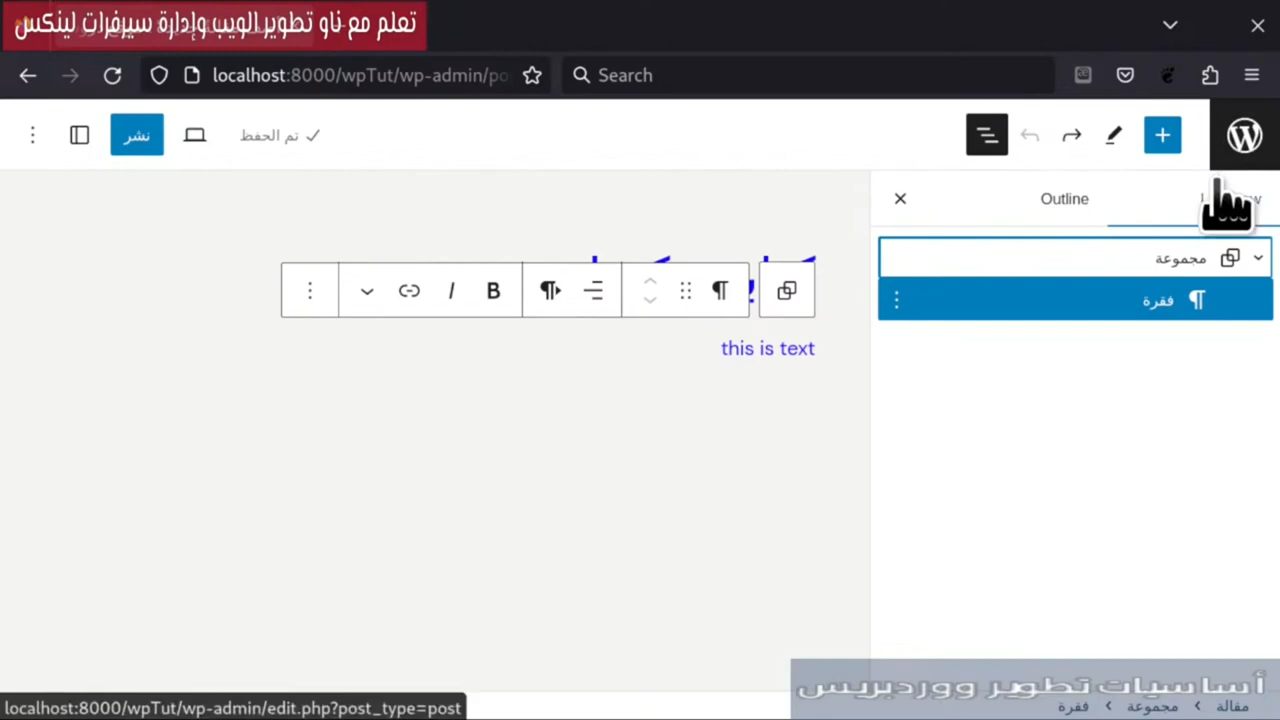 تعلم مع ناو تطوير الويب وإدارة سيرفرات لينكس
localhost:8000/wpTut/wp-admin/po
Search
نشر
تم الحفظ
Outline
مجموعة
فقرة
B
I
this is text
أساسيات تطوير ووردبريس
مقالة
مجموعة
فقرة
localhost:8000/wpTut/wp-admin/edit.php?post_type=post